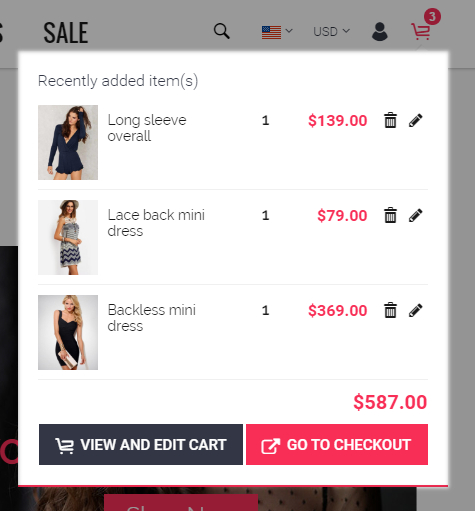 S SALE USD 3
Recently added item(s)
Long sleeve overall 1 $139.00
Lace back mini dress 1 $79.00
Backless mini dress 1 $369.00
$587.00
VIEW AND EDIT CART GO TO CHECKOUT